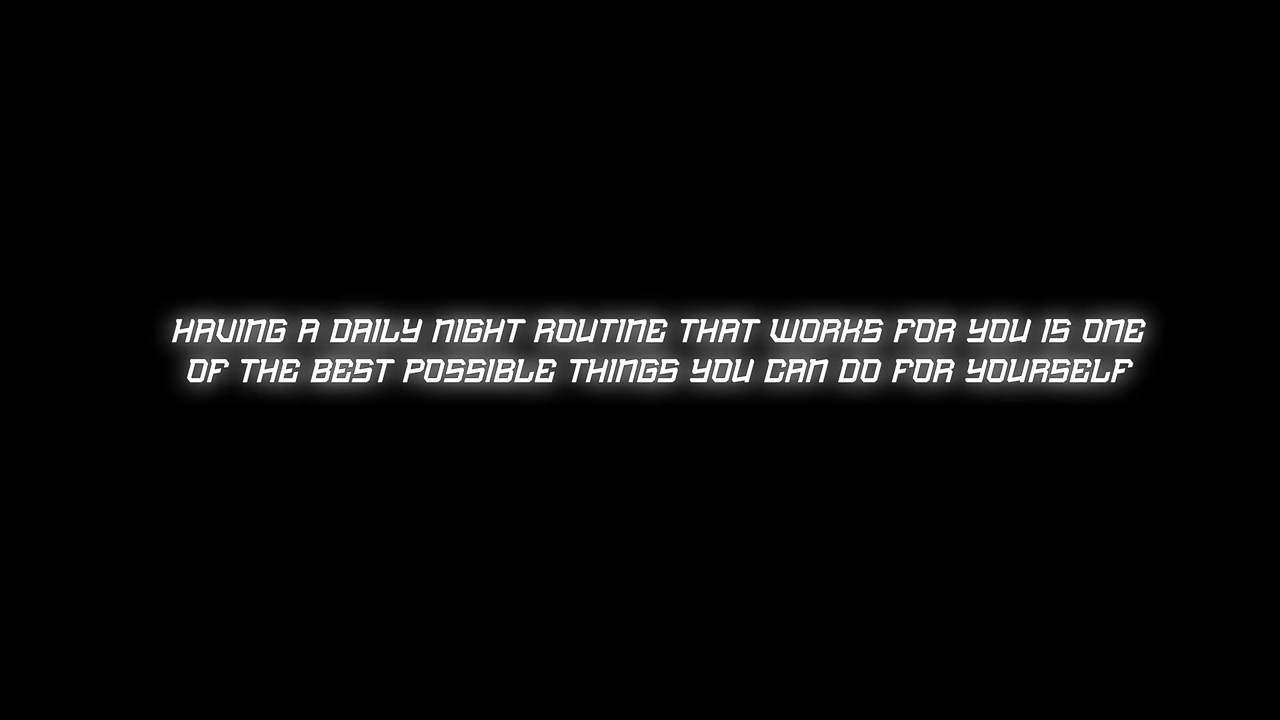 HAVING A DAILY NIGHT ROUTINE THAT WORKS FOR YOU IS ONE
OF THE BEST POSSIBLE THINGS YOU CAN DO FOR YOURSELF